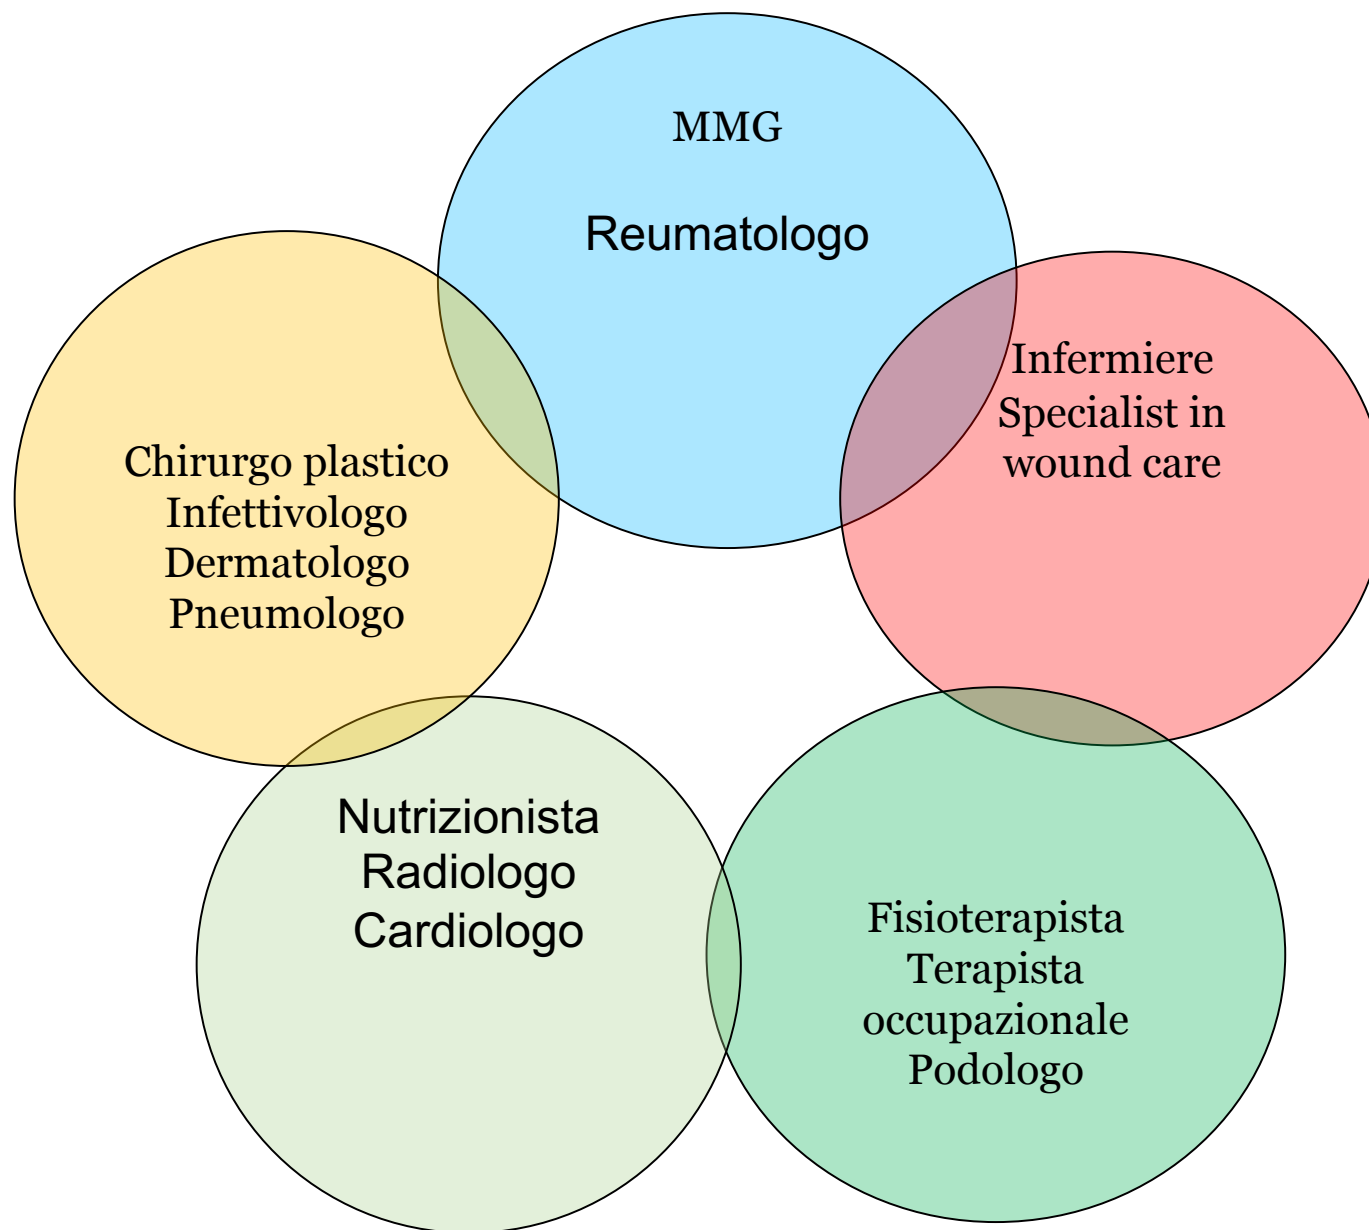 MMG
Reumatologo
Infermiere
Specialist in
wound care
Chirurgo plastico
Infettivologo
Dermatologo
Pneumologo
Nutrizionista
Radiologo
Cardiologo
Fisioterapista
Terapista
occupazionale
Podologo